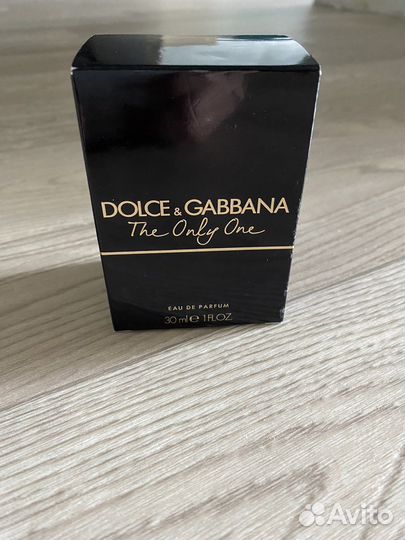 DOLCE & GABBANA
The Only One
EAU DE PARFUM
30 ml ℮ 1 FL.OZ.
Avito